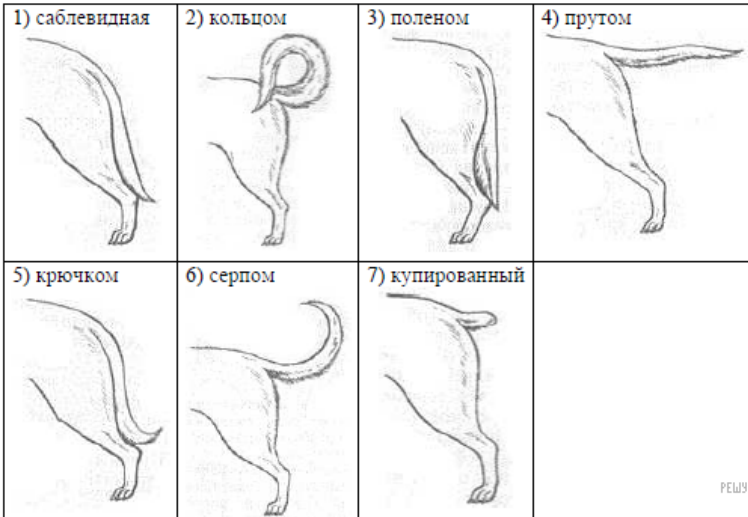 1) саблевидная
2) кольцом
3) поленом
4) прутом
5) крючком
6) серпом
7) купированный
РЕШУ